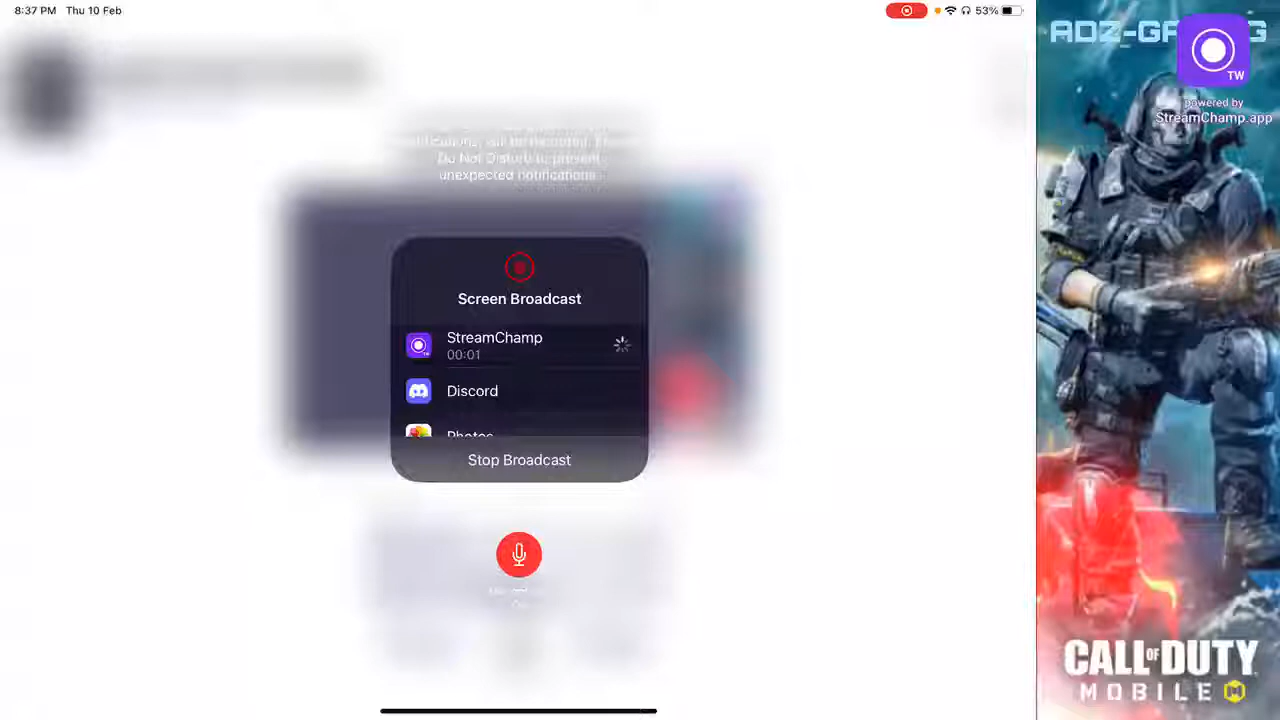 8:37 PM Thu 10 Feb
53%
Do Not Disturb to prevent
unexpected notifications.
Screen Broadcast
StreamChamp
00:01
Discord
Photos
Stop Broadcast
TW
powered by
StreamChamp.app
CALL OF DUTY
MOBILE